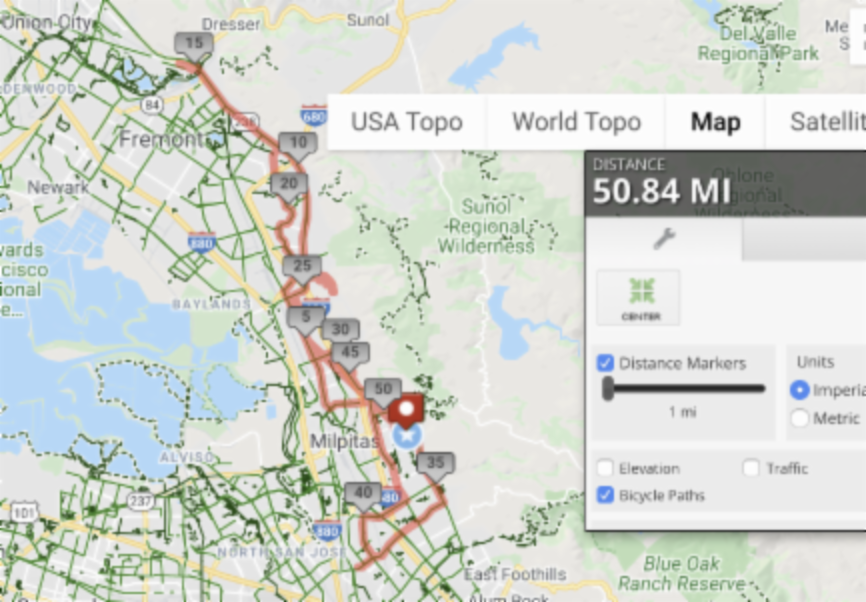 Union City
Dresser
Sunol
15
Del Valle
Regional Park
Me
S
DENWOOD
84
238
680
USA Topo World Topo Map Satellit
Fremont
10
DISTANCE
50.84 MI
Newark
20
Sunol
Regional
Wilderness
Ohlone
Regional
Wilderness
880
wards
cisco
onal
e...
25
CENTER
BAYLANDS
5
30
45
Distance Markers
Units
Imperia
1 mi
Metric
50
Milpitas
ALVISO
35
Elevation
Traffic
40
80
Bicycle Paths
237
101
880
NORTH SAN JOSE
East Foothills
Blue Oak
Ranch Reserve
Alum Rock